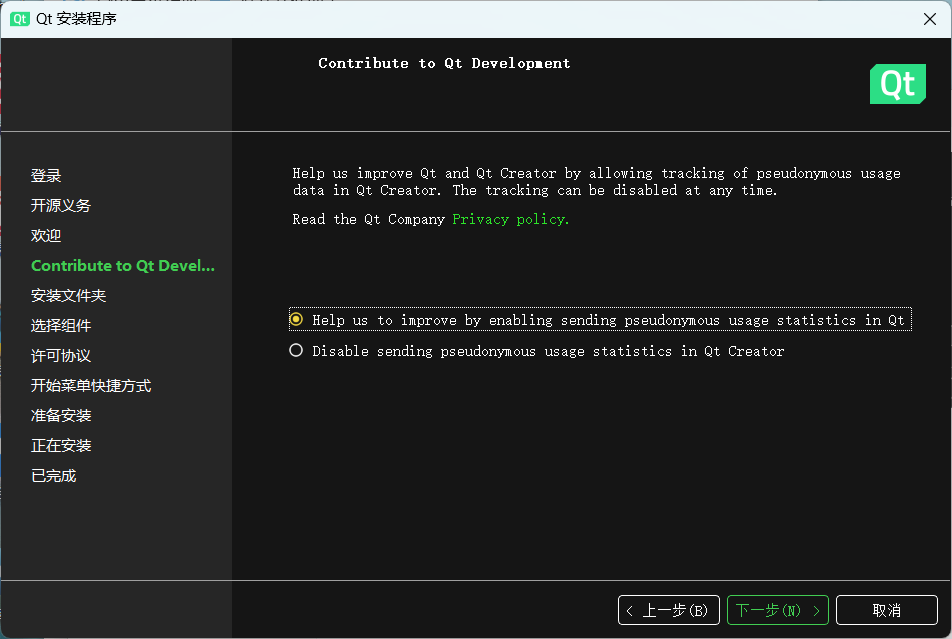 Qt Qt 安装程序
Contribute to Qt Development
Qt
登录
开源义务
欢迎
Contribute to Qt Devel...
安装文件夹
选择组件
许可协议
开始菜单快捷方式
准备安装
正在安装
已完成
Help us improve Qt and Qt Creator by allowing tracking of pseudonymous usage
data in Qt Creator. The tracking can be disabled at any time.
Read the Qt Company Privacy policy.
Help us to improve by enabling sending pseudonymous usage statistics in Qt
Disable sending pseudonymous usage statistics in Qt Creator
上一步(B)
下一步(N)
取消